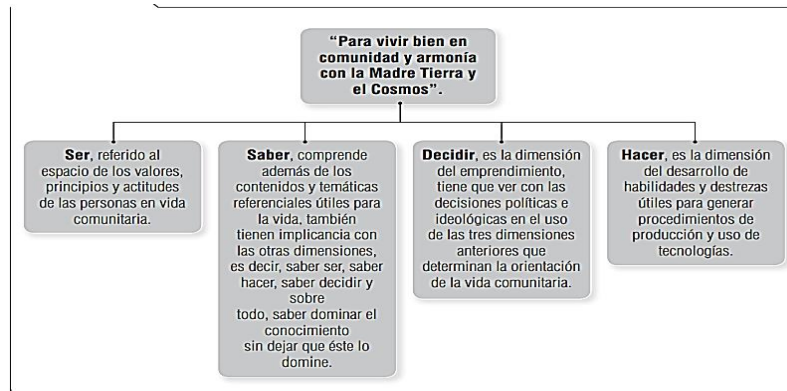 “Para vivir bien en
comunidad y armonía
con la Madre Tierra y
el Cosmos”.
Ser, referido al
espacio de los valores,
principios y actitudes
de las personas en vida
comunitaria.
Saber, comprende
además de los
contenidos y temáticas
referenciales útiles para
la vida, también
tienen implicancia con
las otras dimensiones,
es decir, saber ser, saber
hacer, saber decidir y
sobre
todo, saber dominar el
conocimiento
sin dejar que éste lo
domine.
Decidir, es la dimensión
del emprendimiento,
tiene que ver con las
decisiones políticas e
ideológicas en el uso
de las tres dimensiones
anteriores que
determinan la orientación
de la vida comunitaria.
Hacer, es la dimensión
del desarrollo de
habilidades y destrezas
útiles para generar
procedimientos de
producción y uso de
tecnologías.